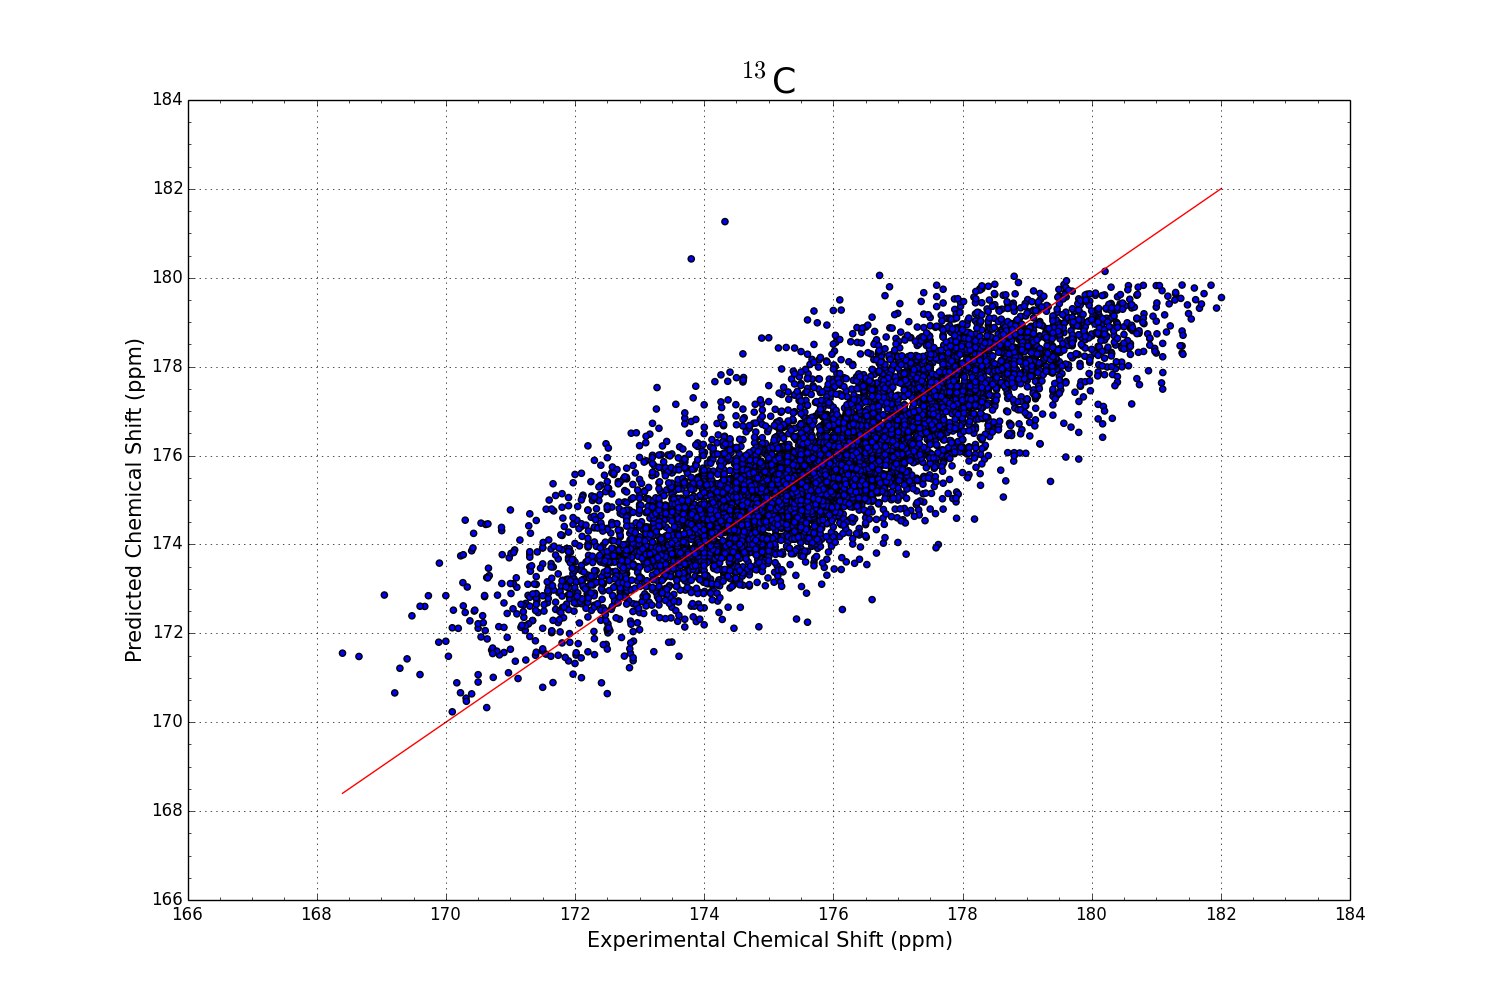 ¹³C
184
182
180
178
176
174
172
170
168
166
166 168 170 172 174 176 178 180 182 184
Predicted Chemical Shift (ppm)
Experimental Chemical Shift (ppm)